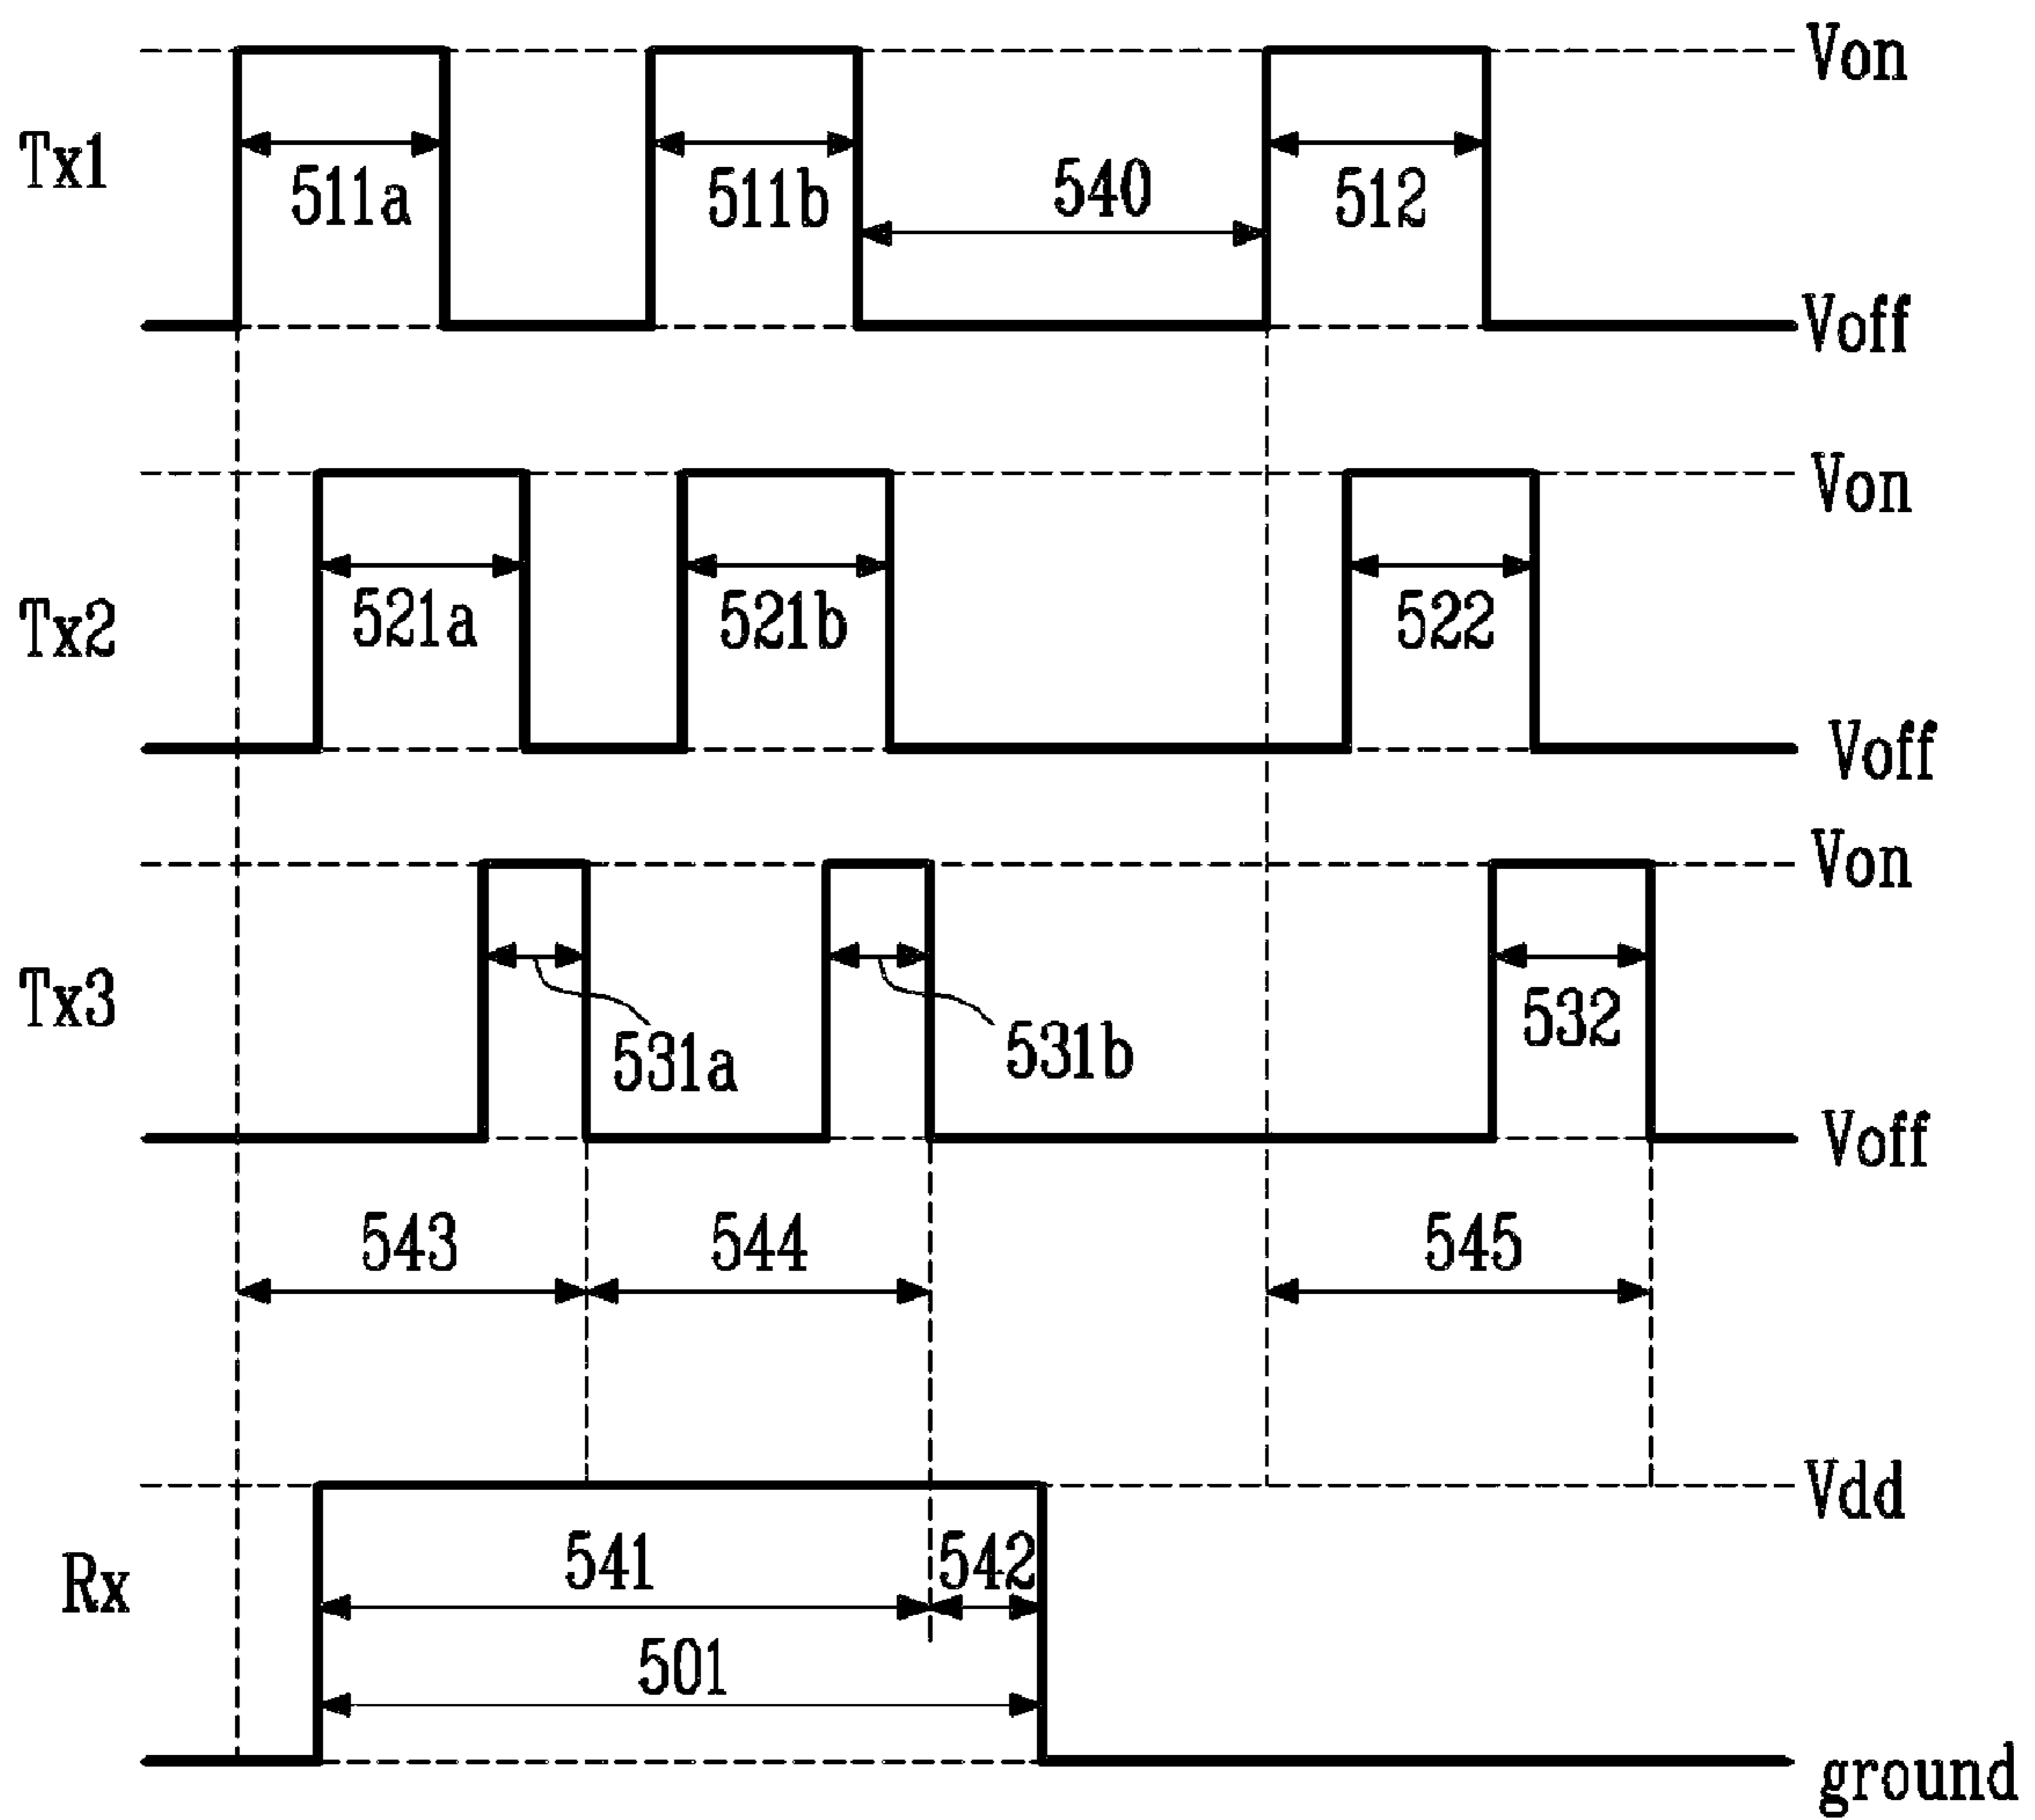 Von
Tx1
511a
511b
540
512
Voff
Von
Tx2
521a
521b
522
Voff
Von
Tx3
531a
531b
532
Voff
543
544
545
Vdd
Rx
541
542
501
ground